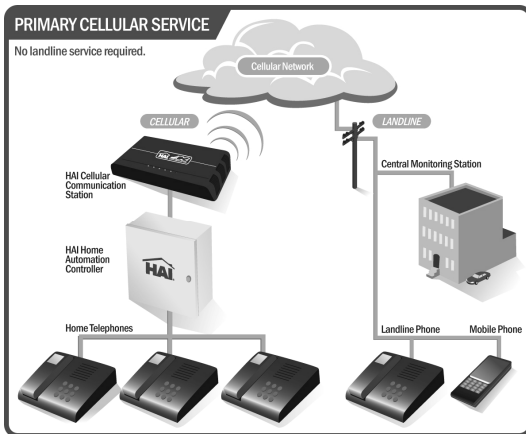 PRIMARY CELLULAR SERVICE
No landline service required.
Cellular Network
CELLULAR
LANDLINE
HAI
Central Monitoring Station
HAI Cellular
Communication
Station
HAI Home
Automation
Controller
HAI
Home Telephones
Landline Phone
Mobile Phone